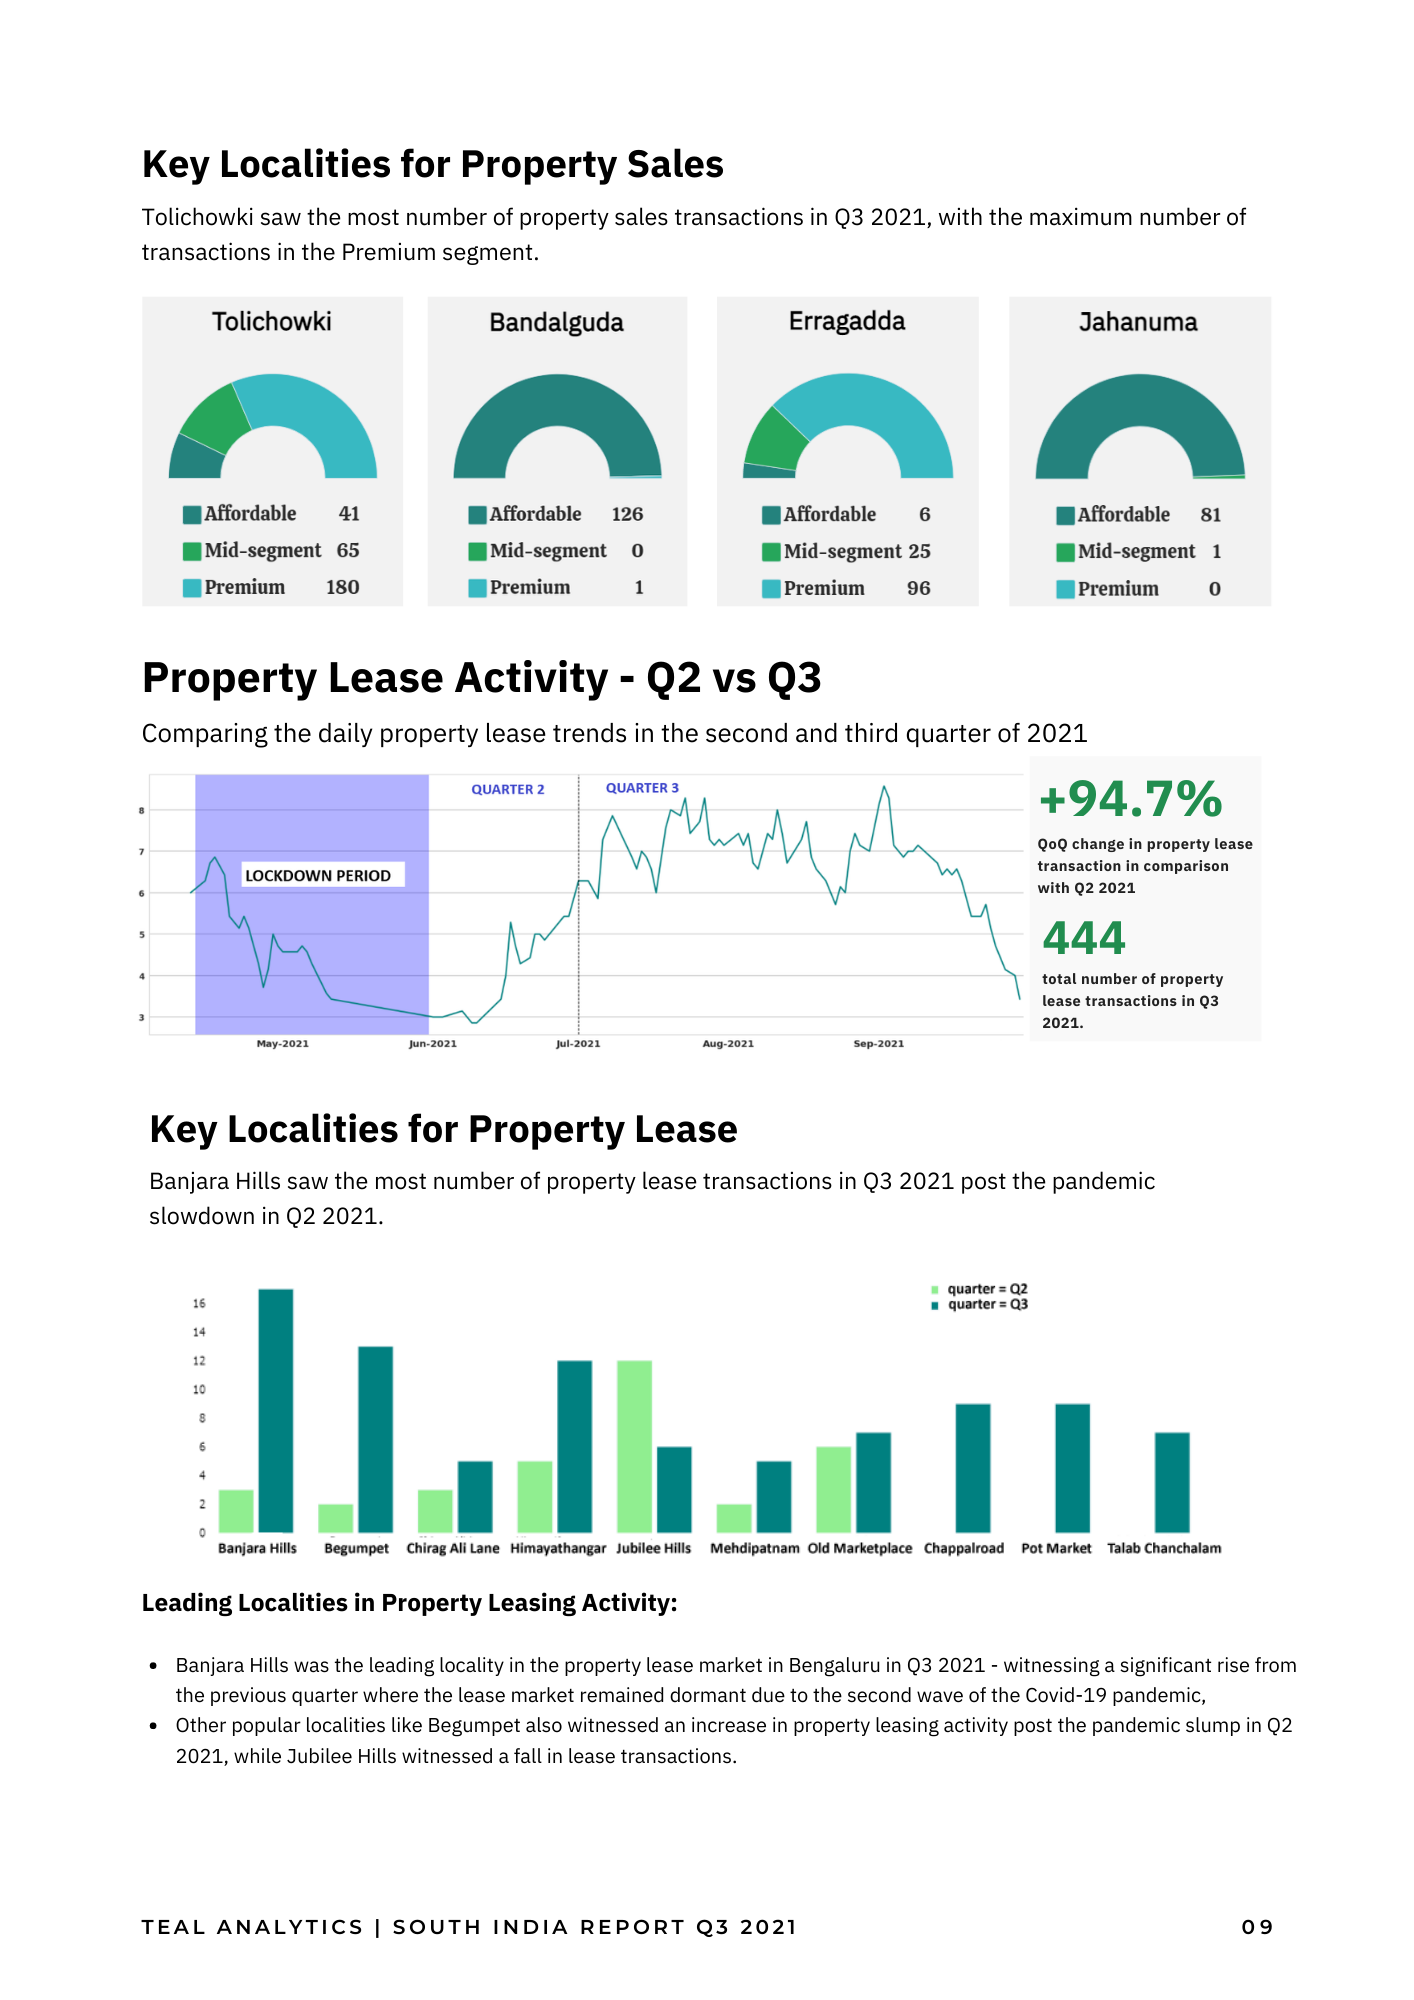 Key Localities for Property Sales
Tolichowki saw the most number of property sales transactions in Q3 2021, with the maximum number of
transactions in the Premium segment.
Tolichowki
Affordable 41
Mid-segment 65
Premium 180
Bandalguda
Affordable 126
Mid-segment 0
Premium 1
Erragadda
Affordable 6
Mid-segment 25
Premium 96
Jahanuma
Affordable 81
Mid-segment 1
Premium 0
Property Lease Activity - Q2 vs Q3
Comparing the daily property lease trends in the second and third quarter of 2021
QUARTER 2
QUARTER 3
LOCKDOWN PERIOD
8
7
6
5
4
3
May-2021 Jun-2021 Jul-2021 Aug-2021 Sep-2021
+94.7%
QoQ change in property lease
transaction in comparison
with Q2 2021
444
total number of property
lease transactions in Q3
2021.
Key Localities for Property Lease
Banjara Hills saw the most number of property lease transactions in Q3 2021 post the pandemic
slowdown in Q2 2021.
quarter = Q2
quarter = Q3
16
14
12
10
8
6
4
2
0
Banjara Hills Begumpet Chirag Ali Lane Himayathangar Jubilee Hills Mehdipatnam Old Marketplace Chappalroad Pot Market Talab Chanchalam
Leading Localities in Property Leasing Activity:
• Banjara Hills was the leading locality in the property lease market in Bengaluru in Q3 2021 - witnessing a significant rise from
the previous quarter where the lease market remained dormant due to the second wave of the Covid-19 pandemic,
• Other popular localities like Begumpet also witnessed an increase in property leasing activity post the pandemic slump in Q2
2021, while Jubilee Hills witnessed a fall in lease transactions.
TEAL ANALYTICS | SOUTH INDIA REPORT Q3 2021 09